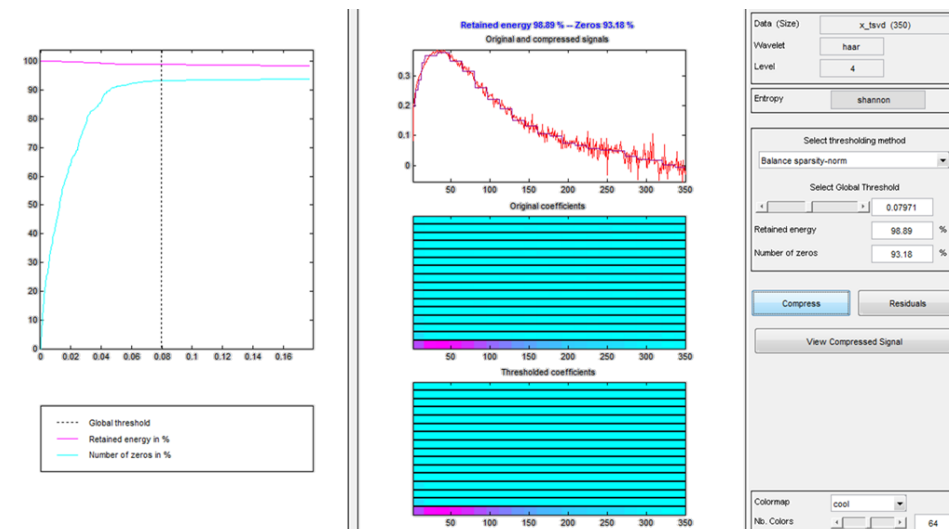 100
90
80
70
60
50
40
30
20
10
0
0 0.02 0.04 0.06 0.08 0.1 0.12 0.14 0.16
Global threshold
Retained energy in %
Number of zeros in %
Retained energy 98.89 % -- Zeros 93.18 %
Original and compressed signals
0.3
0.2
0.1
0
50 100 150 200 250 300 350
Original coefficients
50 100 150 200 250 300 350
Thresholded coefficients
50 100 150 200 250 300 350
Data (Size) x_tsvd (350)
Wavelet haar
Level 4
Entropy shannon
Select thresholding method
Balance sparsity-norm
Select Global Threshold
0.07971
Retained energy 98.89 %
Number of zeros 93.18 %
Compress Residuals
View Compressed Signal
Colormap cool
Nb. Colors 64